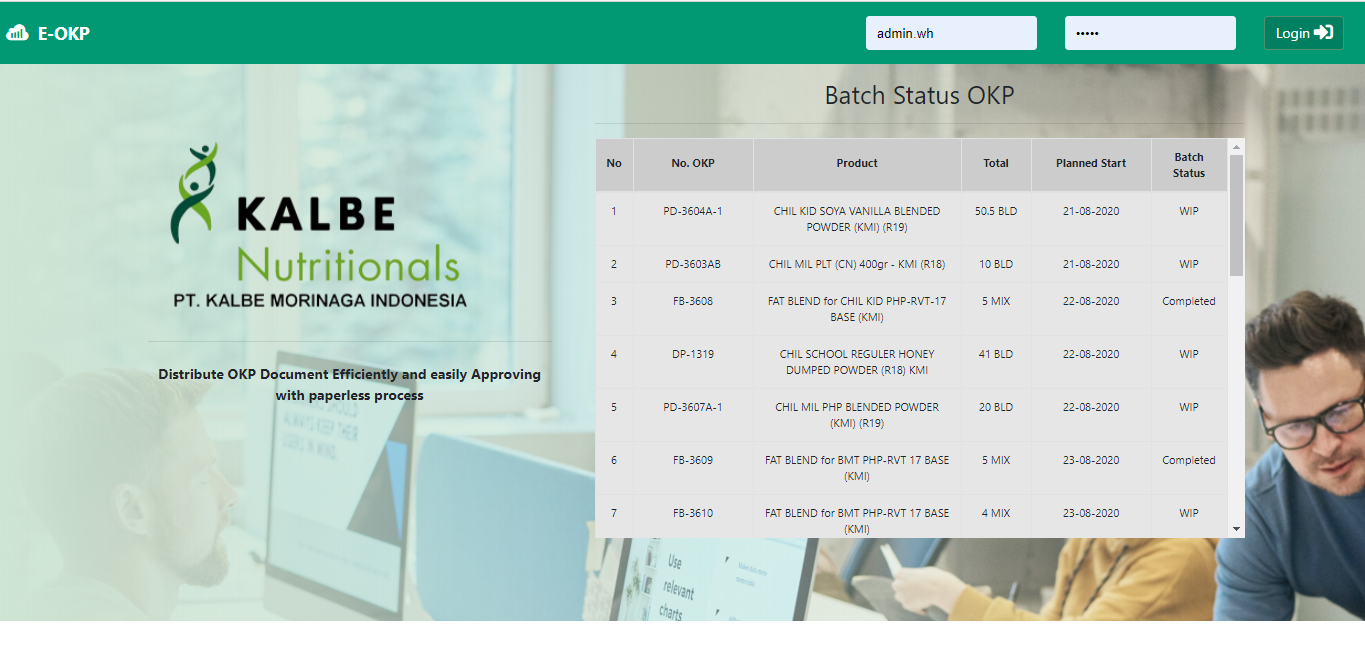 E-OKP
admin.wh
•••••
Login
KALBE
Nutritionals
PT. KALBE MORINAGA INDONESIA
Distribute OKP Document Efficiently and easily Approving
with paperless process
Batch Status OKP
No No. OKP Product Total Planned Start Batch
Status
1 PD-3604A-1 CHIL KID SOYA VANILLA BLENDED 50.5 BLD 21-08-2020 WIP
POWDER (KMI) (R19)
2 PD-3603AB CHIL MIL PLT (CN) 400gr - KMI (R18) 10 BLD 21-08-2020 WIP
3 FB-3608 FAT BLEND for CHIL KID PHP-RVT-17 5 MIX 22-08-2020 Completed
BASE (KMI)
4 DP-1319 CHIL SCHOOL REGULER HONEY 41 BLD 22-08-2020 WIP
DUMPED POWDER (R18) KMI
5 PD-3607A-1 CHIL MIL PHP BLENDED POWDER 20 BLD 22-08-2020 WIP
(KMI) (R19)
6 FB-3609 FAT BLEND for BMT PHP-RVT 17 BASE 5 MIX 23-08-2020 Completed
(KMI)
7 FB-3610 FAT BLEND for BMT PHP-RVT 17 BASE 4 MIX 23-08-2020 WIP
(KMI)
ALWAYS KEEP THEIR
USERS IN MIND
Use
relevant
charts